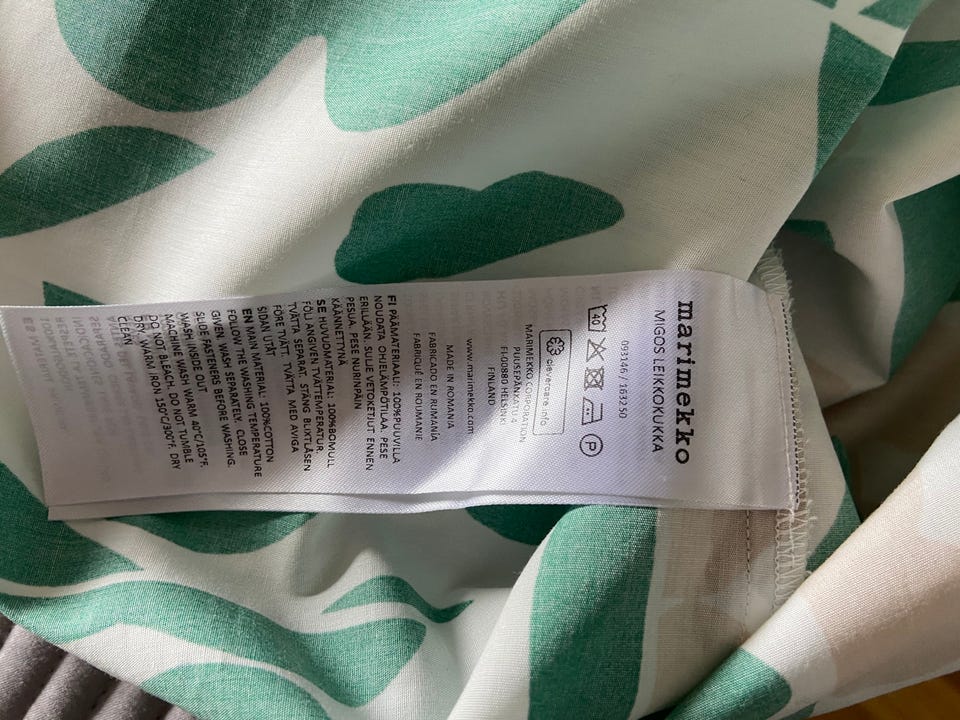 marimekko
MIGOS LEIKKOKUKKA
093146 / 163250
40
P
clevercare.info
MARIMEKKO CORPORATION
PUUSEPÄNKATU 4
FI-00880 HELSINKI
FINLAND
www.marimekko.com
MADE IN ROMANIA
FABRICADO EN RUMANIA
FABRIQUÉ EN ROUMANIE
FI PÄÄMATERIAALI: 100%PUUVILLA
NOUDATA OHJELÄMPÖTILAA. PESE
ERILLÄÄN. SULJE VETOKETJUT ENNEN
PESUA. PESE NURINPÄIN
KÄÄNNETTYNÄ
SE HUVUDMATERIAL: 100%BOMULL
FÖLJ ANGIVEN TVÄTTEMPERATUR.
TVÄTTA SEPARAT. STÄNG BLIXTLÅSEN
FÖRE TVÄTT. TVÄTTA MED AVIGA
SIDAN UTÅT
EN MAIN MATERIAL: 100%COTTON
FOLLOW THE WASHING TEMPERATURE
GIVEN. WASH SEPARATELY. CLOSE
SLIDE FASTENERS BEFORE WASHING.
WASH INSIDE OUT
MACHINE WASH WARM 40°C/105°F.
DO NOT BLEACH. DO NOT TUMBLE
DRY. WARM IRON 150°C/300°F. DRY
CLEAN